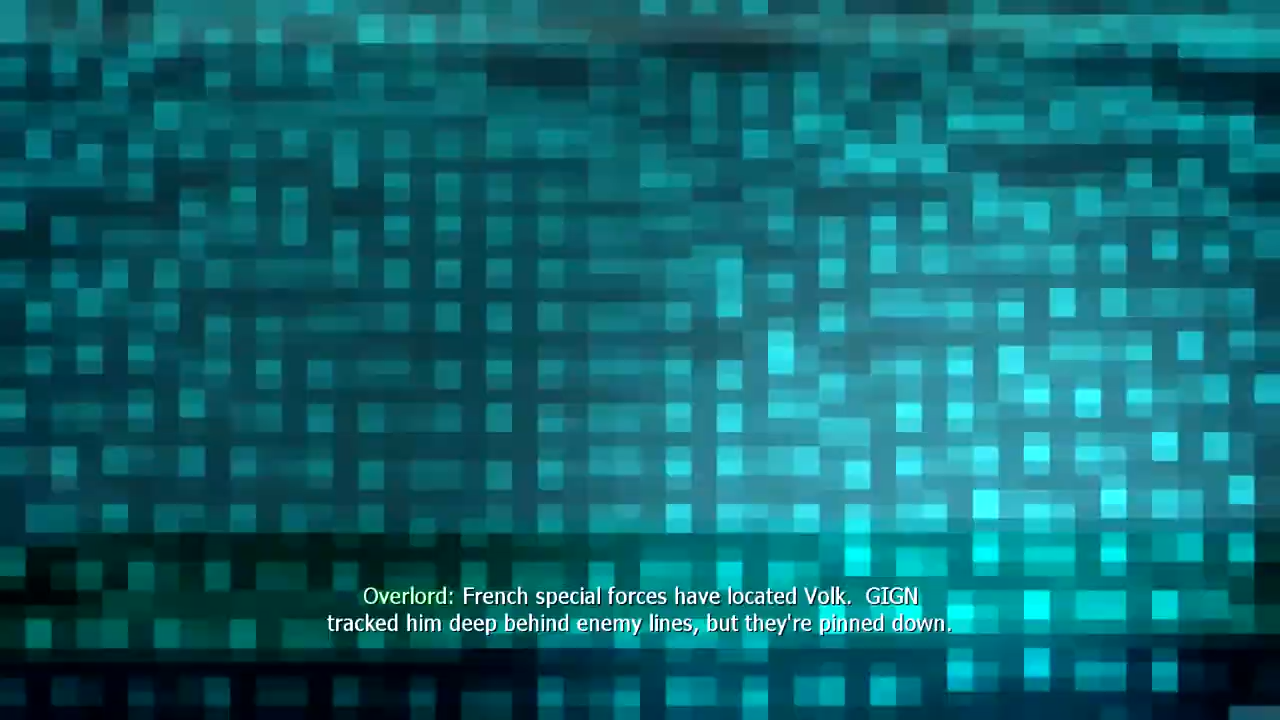 Overlord: French special forces have located Volk.  GIGN
tracked him deep behind enemy lines, but they're pinned down.